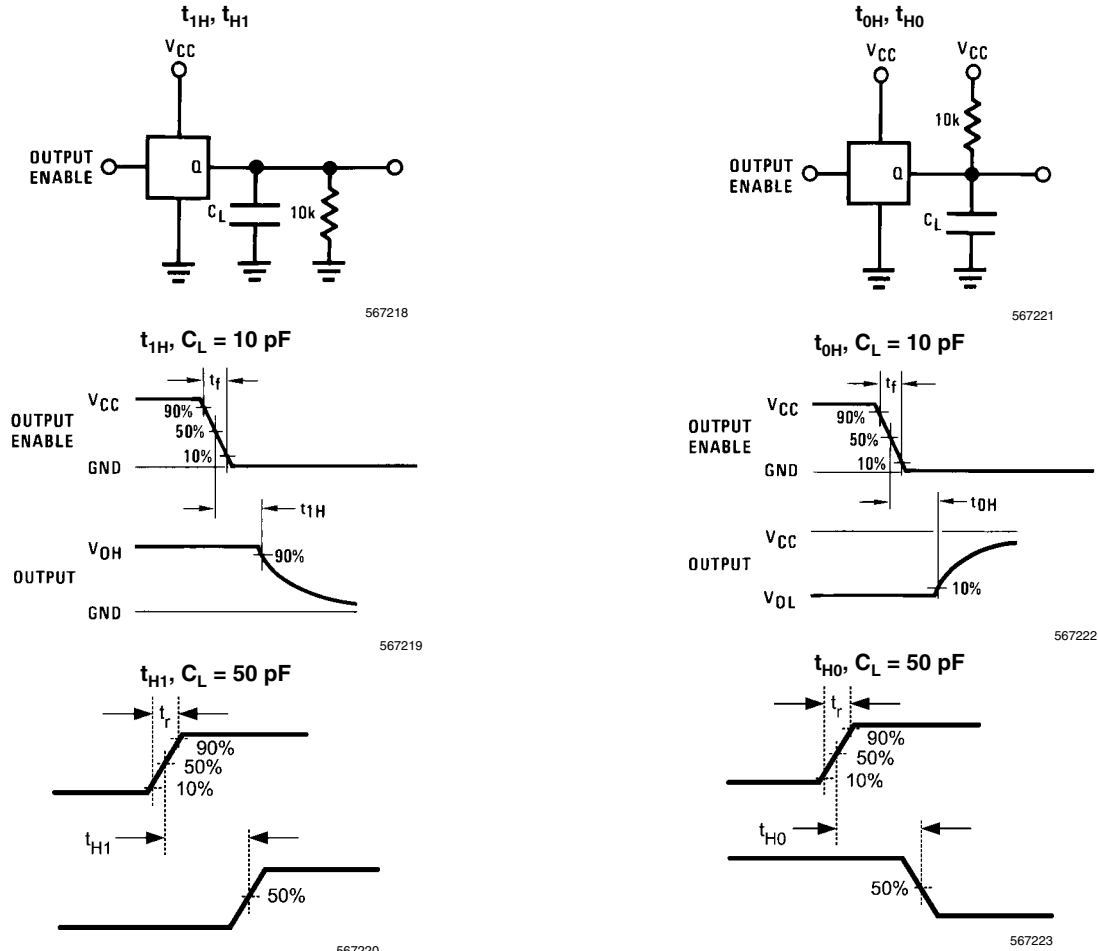 t1H, tH1
VCC
OUTPUT
ENABLE
Q
CL
10k
567218
t0H, tH0
VCC
VCC
10k
OUTPUT
ENABLE
Q
CL
567221
t1H, CL = 10 pF
tf
VCC
90%
OUTPUT
ENABLE
50%
10%
GND
t1H
VOH
90%
OUTPUT
GND
567219
t0H, CL = 10 pF
tf
VCC
90%
OUTPUT
ENABLE
50%
10%
GND
t0H
VCC
OUTPUT
10%
VOL
567222
tH1, CL = 50 pF
tr
90%
50%
10%
tH1
50%
567220
tH0, CL = 50 pF
tr
90%
50%
10%
tH0
50%
567223